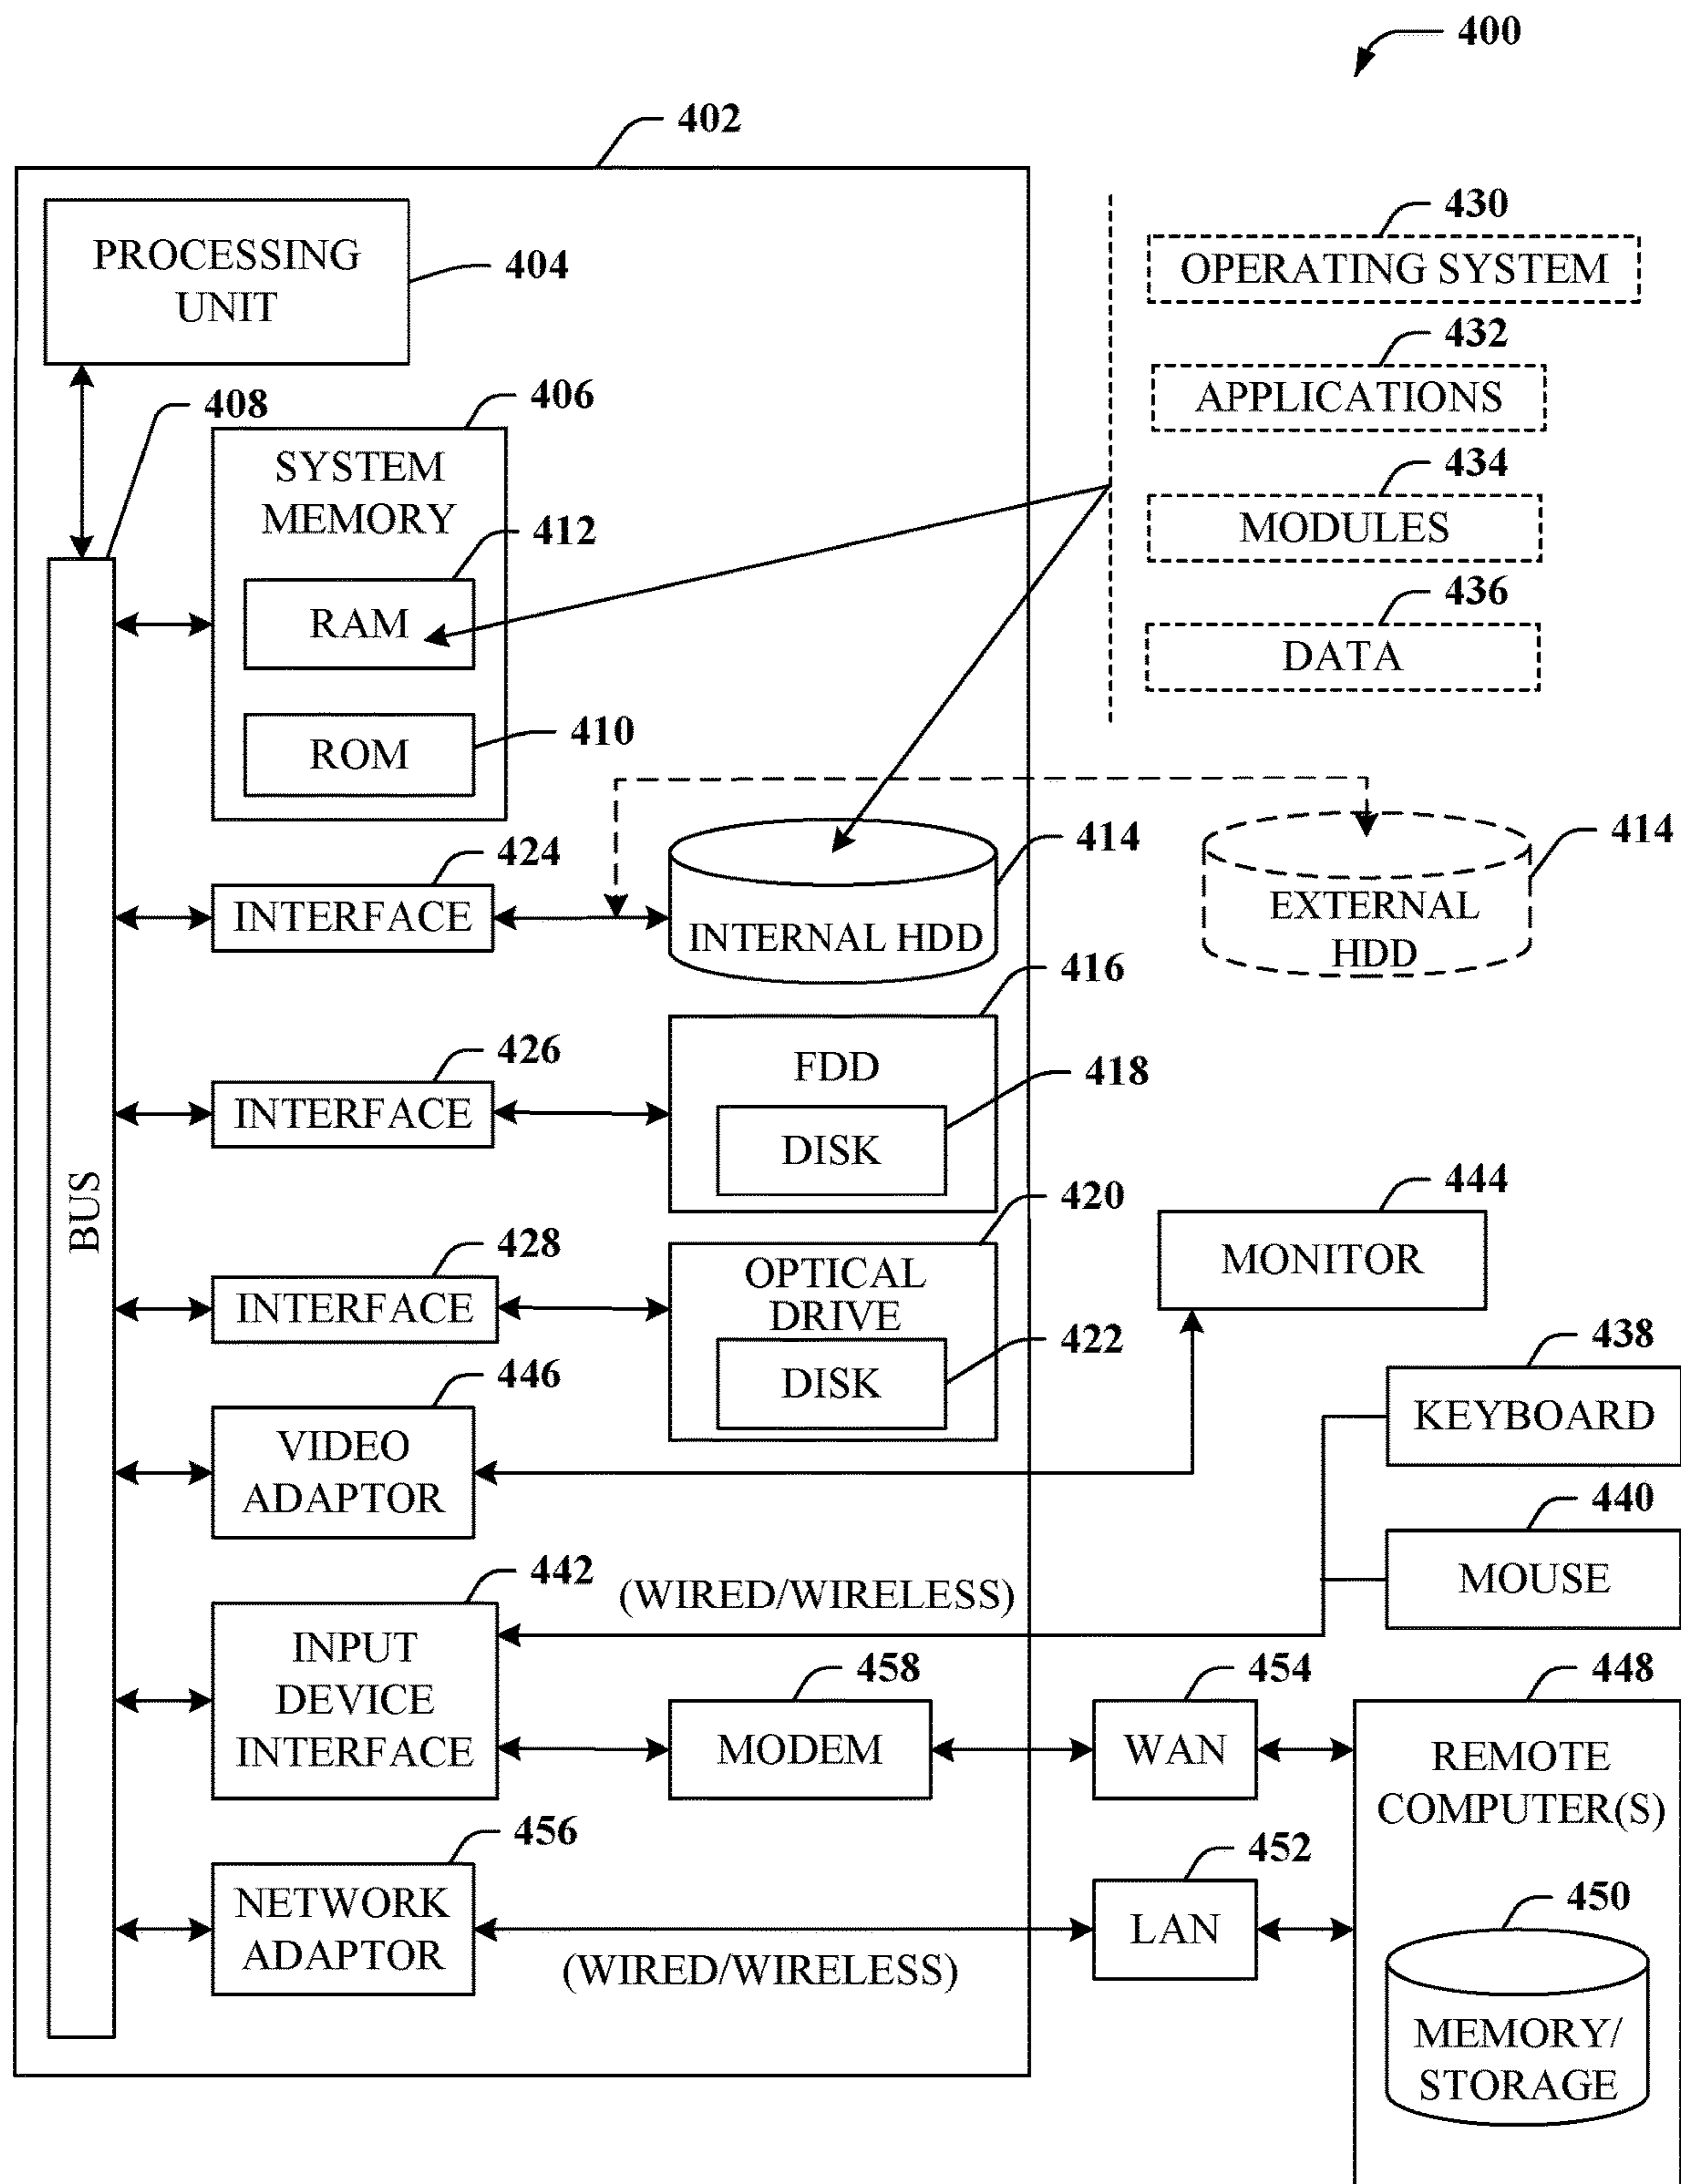 400
402
PROCESSING
UNIT
404
430
OPERATING SYSTEM
432
APPLICATIONS
434
MODULES
436
DATA
408
406
SYSTEM
MEMORY
412
RAM
410
ROM
BUS
424
INTERFACE
414
INTERNAL HDD
414
EXTERNAL
HDD
426
INTERFACE
416
FDD
418
DISK
428
INTERFACE
420
OPTICAL
DRIVE
422
DISK
444
MONITOR
446
VIDEO
ADAPTOR
438
KEYBOARD
440
MOUSE
442
INPUT
DEVICE
INTERFACE
(WIRED/WIRELESS)
458
MODEM
454
WAN
448
REMOTE
COMPUTER(S)
456
NETWORK
ADAPTOR
(WIRED/WIRELESS)
452
LAN
450
MEMORY/
STORAGE